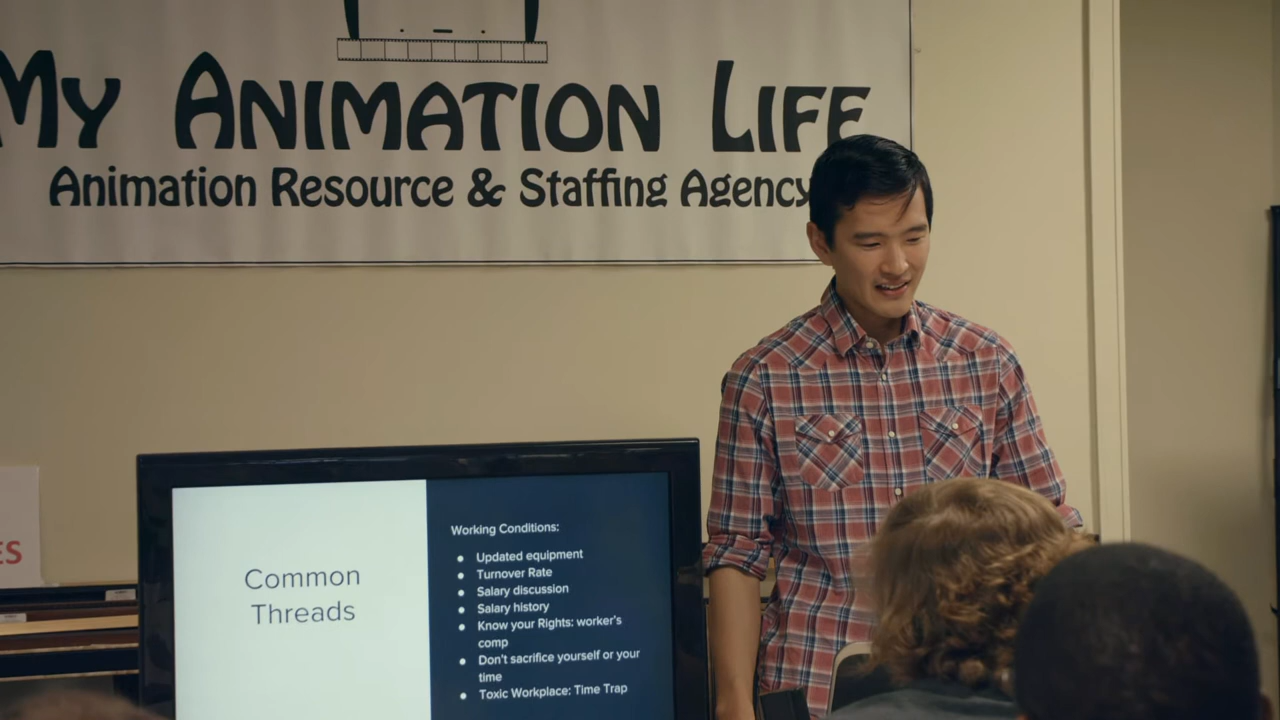 My Animation Life
Animation Resource & Staffing Agency
ES
Common
Threads
Working Conditions:
● Updated equipment
● Turnover Rate
● Salary discussion
● Salary history
● Know your Rights: worker's
comp
● Don't sacrifice yourself or your
time
● Toxic Workplace: Time Trap